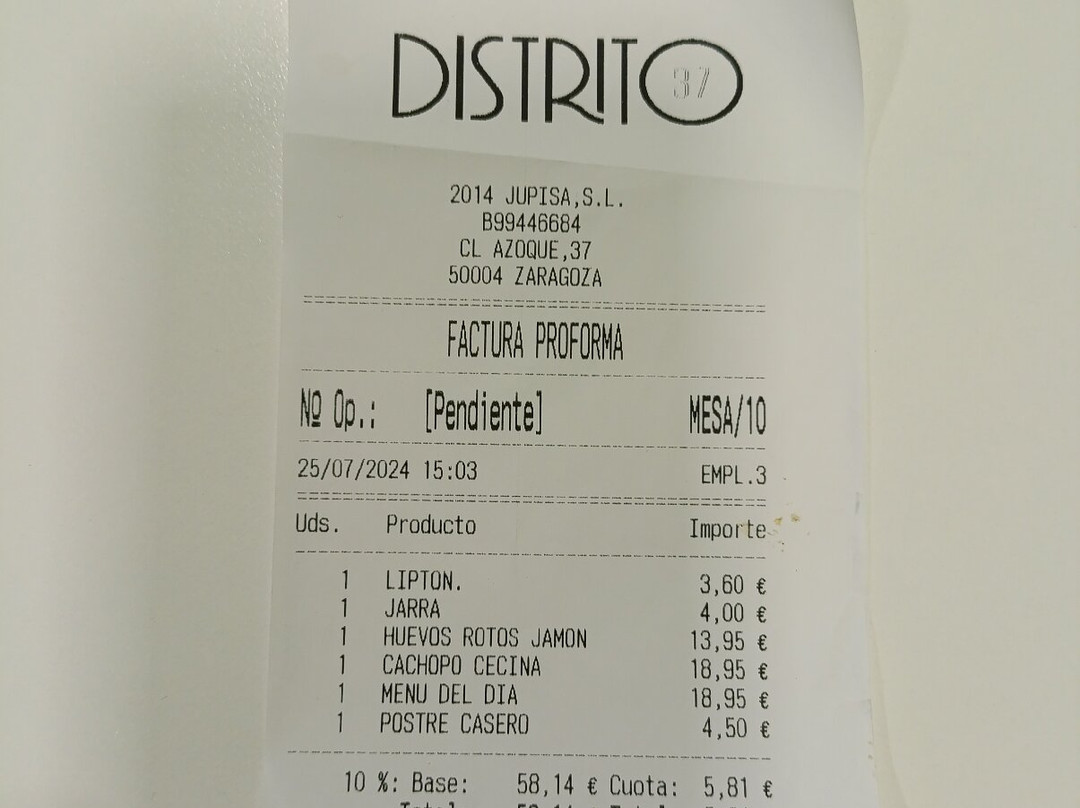 DISTRITO 37
2014 JUPISA,S.L.
B99446684
CL AZOQUE,37
50004 ZARAGOZA
FACTURA PROFORMA
Nº Op.: [Pendiente] MESA/10
25/07/2024 15:03 EMPL.3
Uds. Producto Importe
1 LIPTON. 3,60 €
1 JARRA 4,00 €
1 HUEVOS ROTOS JAMON 13,95 €
1 CACHOPO CECINA 18,95 €
1 MENU DEL DIA 18,95 €
1 POSTRE CASERO 4,50 €
10 %: Base: 58,14 € Cuota: 5,81 €